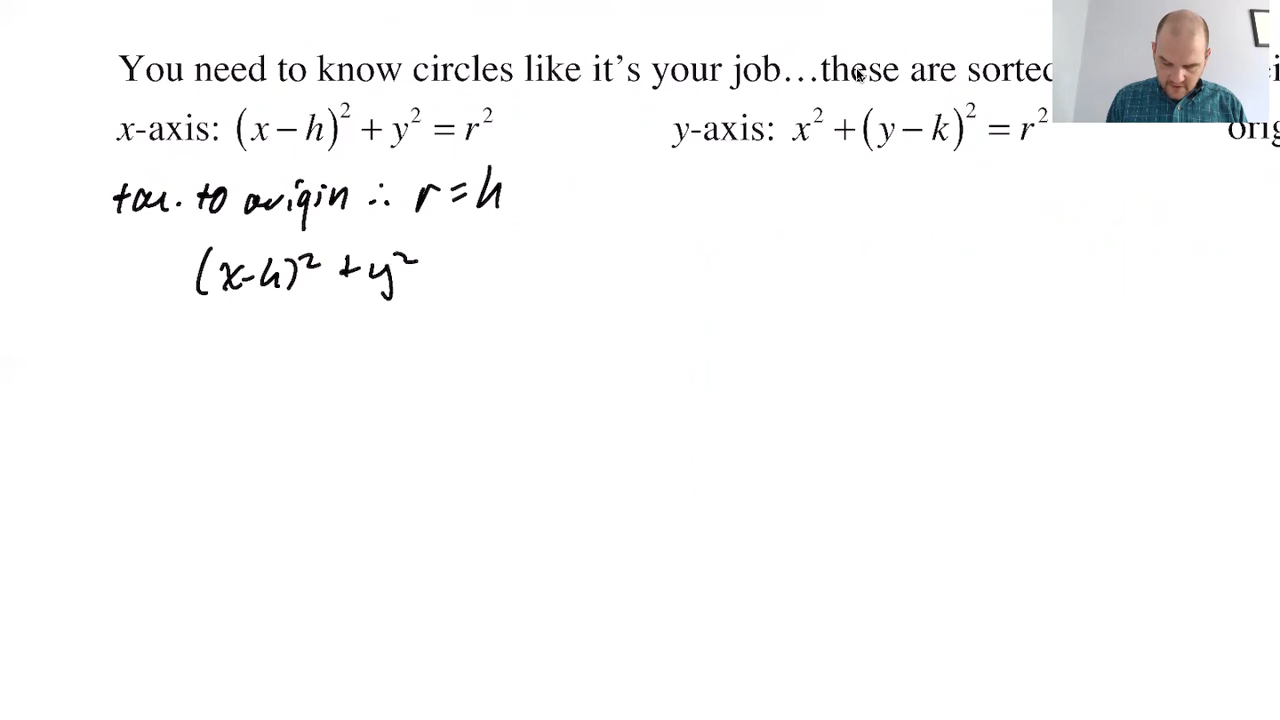 You need to know circles like it's your job…these are sorted
x-axis: (x − h)² + y² = r² y-axis: x² + (y − k)² = r²
tan. to origin ∴ r = h
(x-h)² + y²